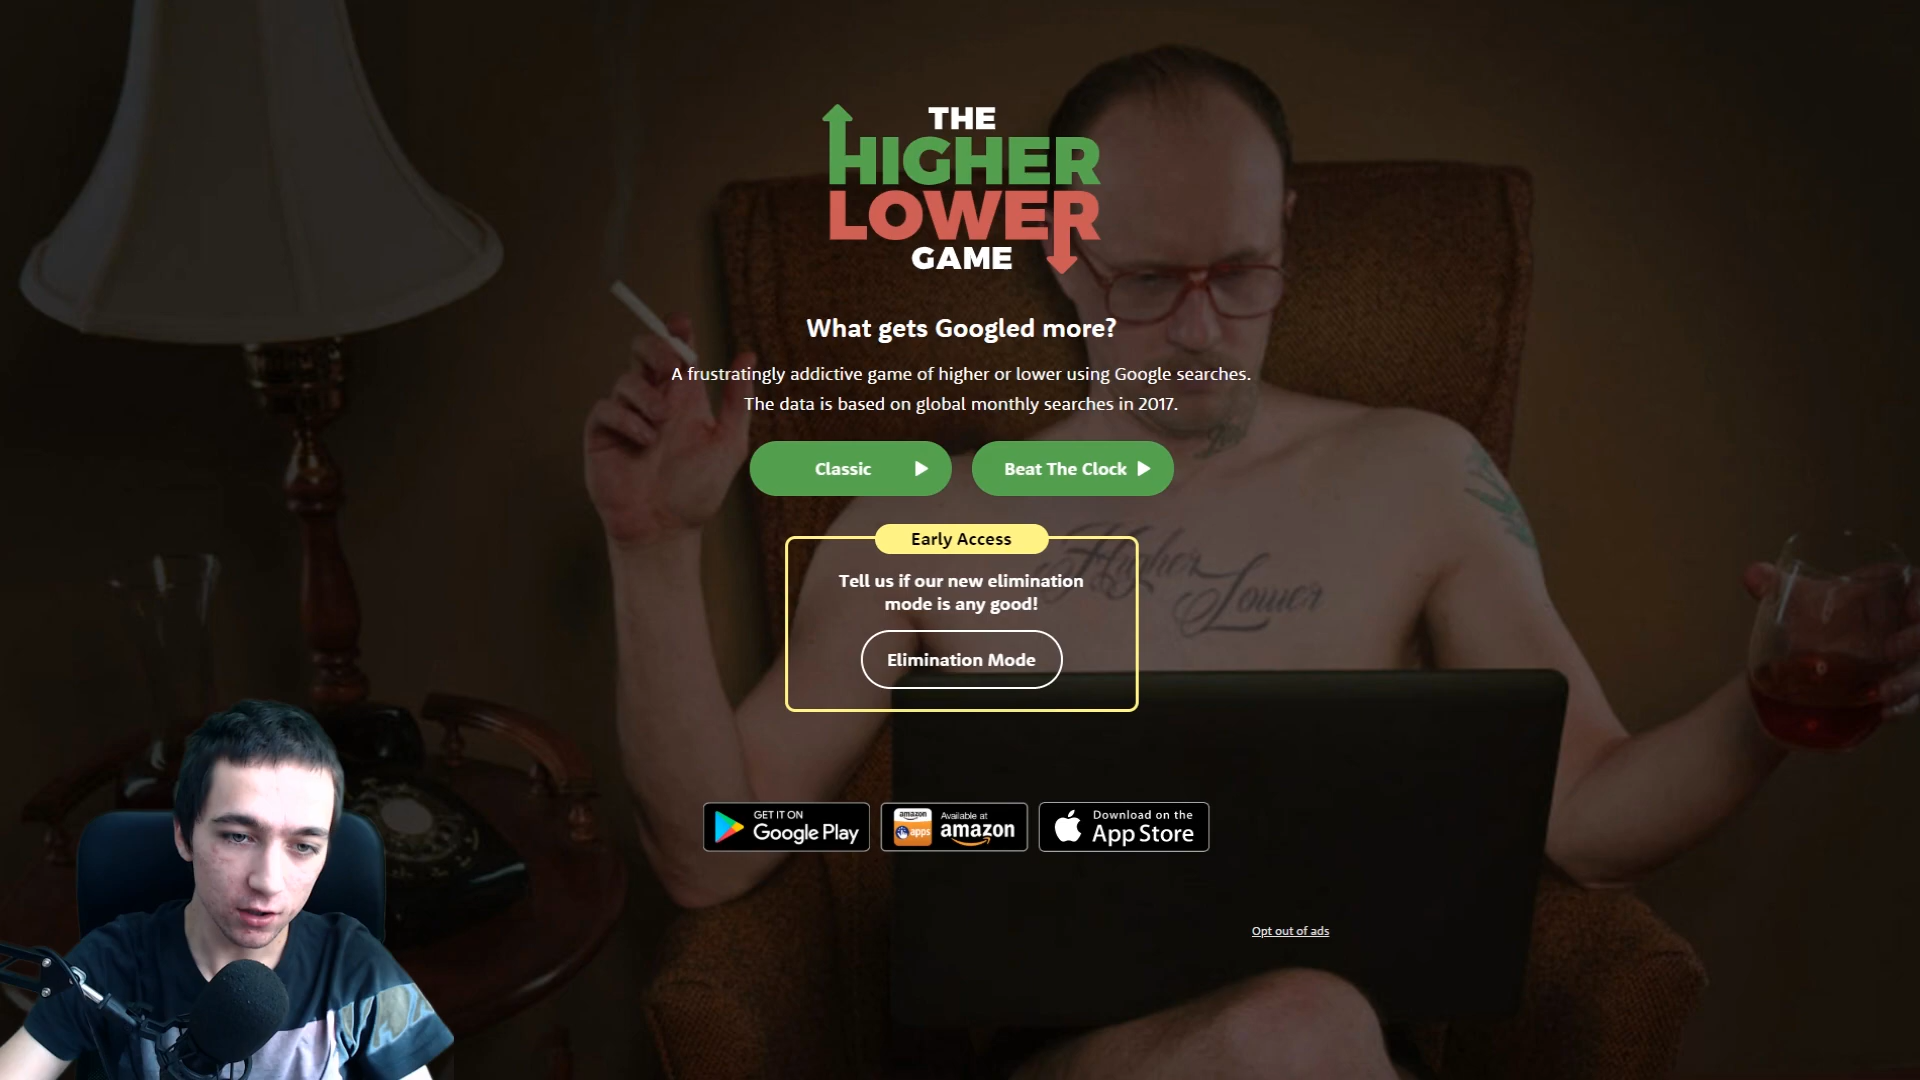 THE
HIGHER
LOWER
GAME
What gets Googled more?
A frustratingly addictive game of higher or lower using Google searches.
The data is based on global monthly searches in 2017.
Classic
Beat The Clock
Early Access
Tell us if our new elimination
mode is any good!
Higher
Lower
Elimination Mode
GET IT ON
Google Play
amazon
apps
Available at
amazon
Download on the
App Store
Opt out of ads